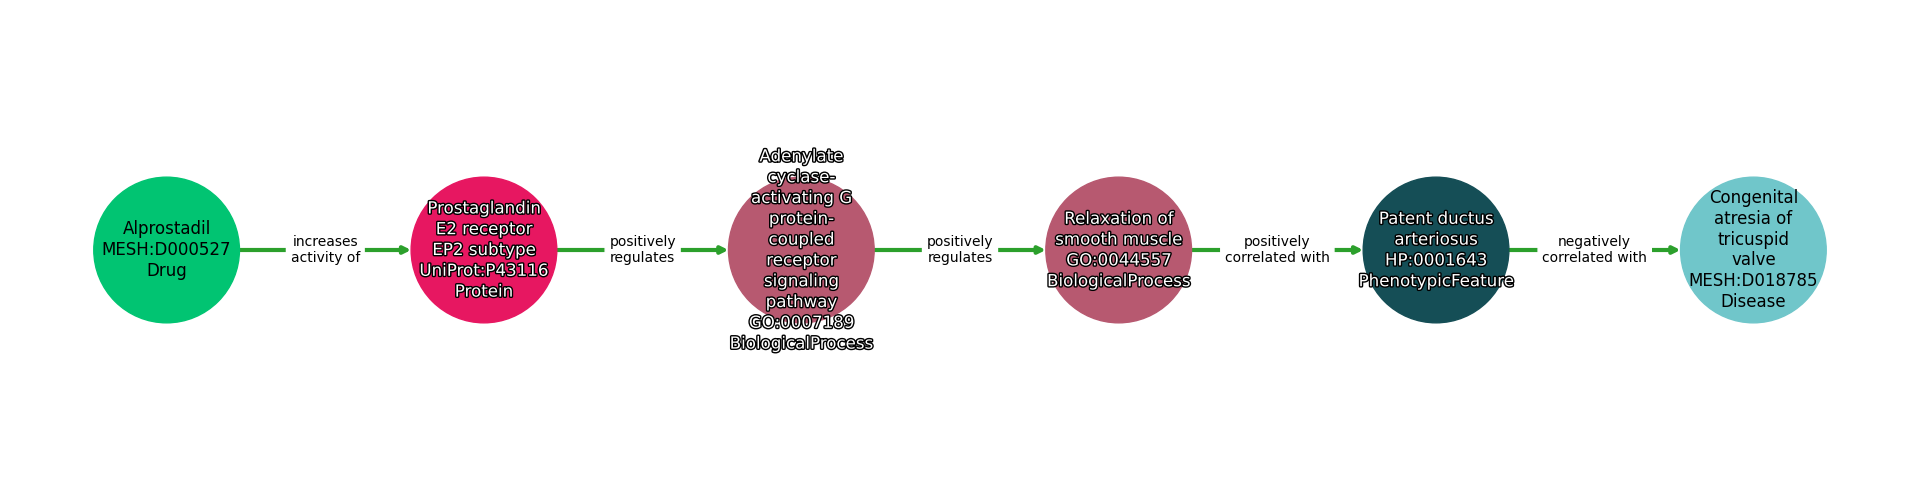 Alprostadil
MESH:D000527
Drug
increases
activity of
Prostaglandin
E2 receptor
EP2 subtype
UniProt:P43116
Protein
positively
regulates
Adenylate
cyclase-
activating G
protein-
coupled
receptor
signaling
pathway
GO:0007189
BiologicalProcess
positively
regulates
Relaxation of
smooth muscle
GO:0044557
BiologicalProcess
positively
correlated with
Patent ductus
arteriosus
HP:0001643
PhenotypicFeature
negatively
correlated with
Congenital
atresia of
tricuspid
valve
MESH:D018785
Disease